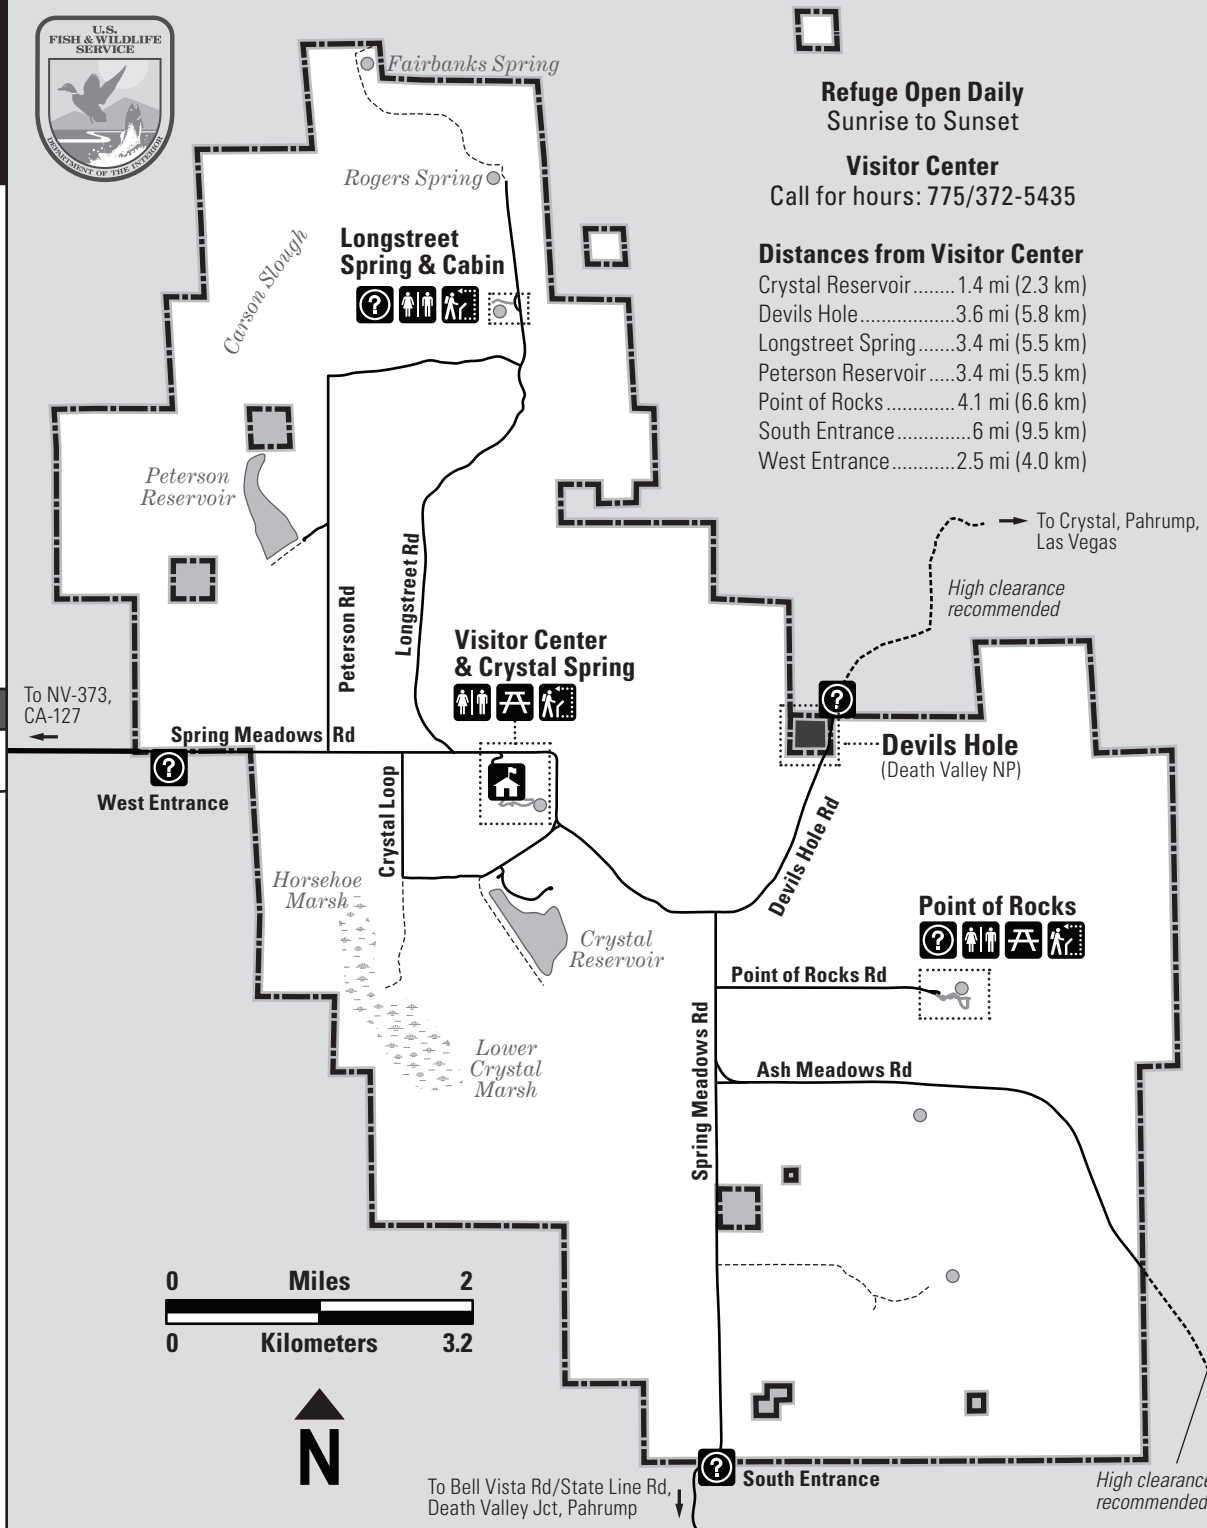 U.S.
FISH & WILDLIFE
SERVICE
DEPARTMENT OF THE INTERIOR
Fairbanks Spring
Refuge Open Daily
Sunrise to Sunset
Visitor Center
Call for hours: 775/372-5435
Distances from Visitor Center
Crystal Reservoir........1.4 mi (2.3 km)
Devils Hole.................3.6 mi (5.8 km)
Longstreet Spring.......3.4 mi (5.5 km)
Peterson Reservoir.....3.4 mi (5.5 km)
Point of Rocks.............4.1 mi (6.6 km)
South Entrance..............6 mi (9.5 km)
West Entrance............2.5 mi (4.0 km)
Rogers Spring
Longstreet
Spring & Cabin
?
Carson Slough
Peterson
Reservoir
To Crystal, Pahrump,
Las Vegas
High clearance
recommended
Longstreet Rd
Peterson Rd
Visitor Center
& Crystal Spring
To NV-373,
CA-127
Spring Meadows Rd
?
West Entrance
?
Devils Hole
(Death Valley NP)
Crystal Loop
Devils Hole Rd
Horsehoe
Marsh
Crystal
Reservoir
Point of Rocks
?
Point of Rocks Rd
Lower
Crystal
Marsh
Spring Meadows Rd
Ash Meadows Rd
0 Miles 2
0 Kilometers 3.2
N
?
South Entrance
To Bell Vista Rd/State Line Rd,
Death Valley Jct, Pahrump
High clearance
recommended